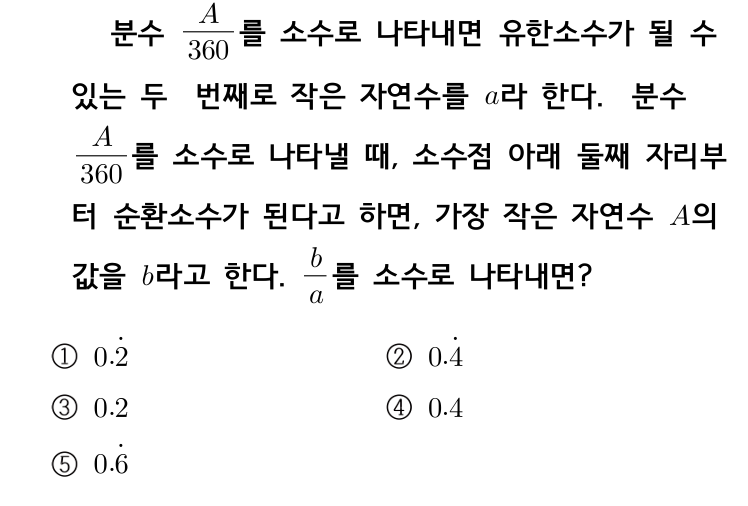 분수 $\frac{A}{360}$를 소수로 나타내면 유한소수가 될 수
있는 두 번째로 작은 자연수를 $a$라 한다. 분수
$\frac{A}{360}$를 소수로 나타낼 때, 소수점 아래 둘째 자리부
터 순환소수가 된다고 하면, 가장 작은 자연수 $A$의
값을 $b$라고 한다. $\frac{b}{a}$를 소수로 나타내면?
① $0.\dot{2}$ ② $0.\dot{4}$
③ $0.2$ ④ $0.4$
⑤ $0.\dot{6}$